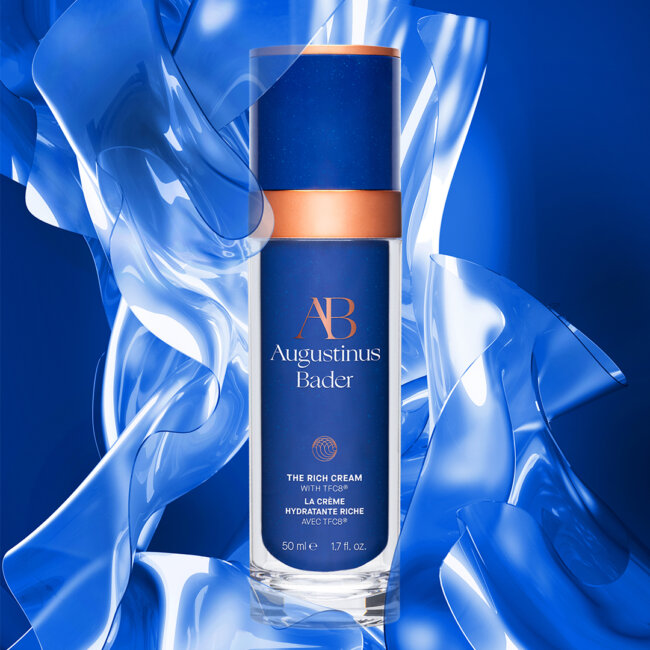 AB
Augustinus
Bader
THE RICH CREAM
WITH TFC8®
LA CRÈME
HYDRATANTE RICHE
AVEC TFC8®
50 ml ℮ 1.7 fl. oz.